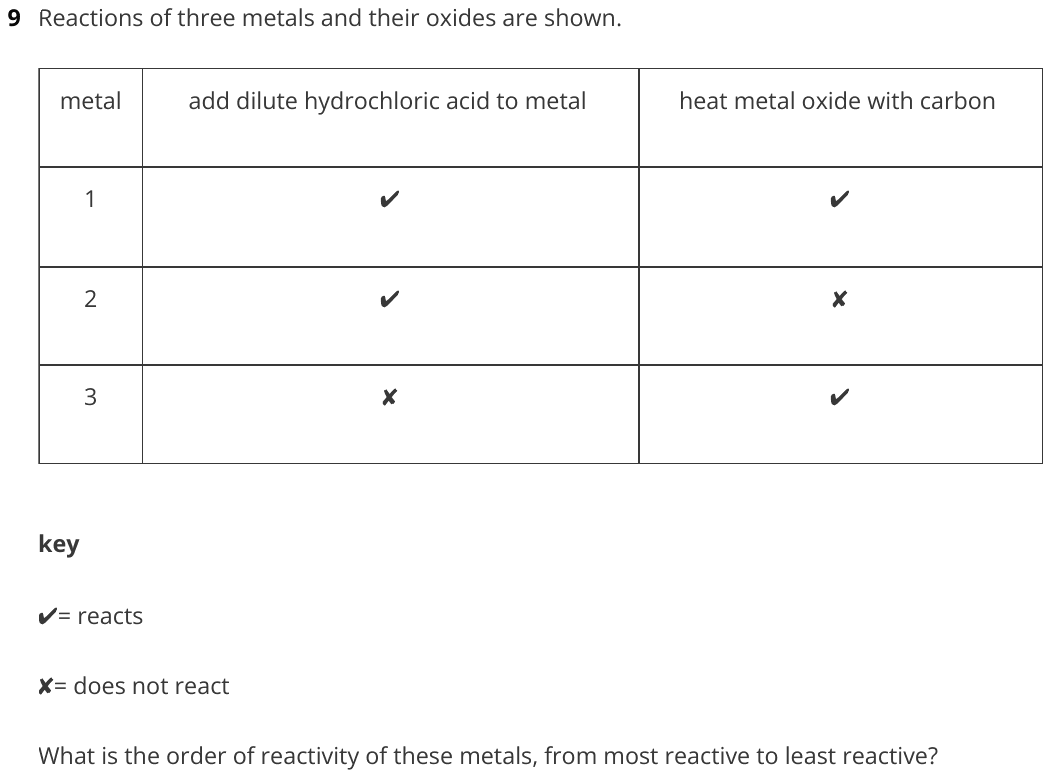 9 Reactions of three metals and their oxides are shown.
metal add dilute hydrochloric acid to metal heat metal oxide with carbon
1 ✔ ✔
2 ✔ ✘
3 ✘ ✔
key
✔= reacts
✘= does not react
What is the order of reactivity of these metals, from most reactive to least reactive?